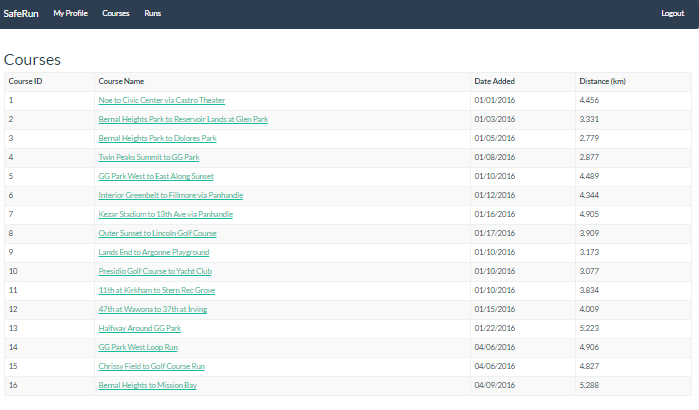 SafeRun My Profile Courses Runs Logout
Courses
Course ID Course Name Date Added Distance (km)
1 Noe to Civic Center via Castro Theater 01/01/2016 4.456
2 Bernal Heights Park to Reservoir Lands at Glen Park 01/03/2016 3.331
3 Bernal Heights Park to Dolores Park 01/05/2016 2.779
4 Twin Peaks Summit to GG Park 01/08/2016 2.877
5 GG Park West to East Along Sunset 01/10/2016 4.489
6 Interior Greenbelt to Fillmore via Panhandle 01/12/2016 4.344
7 Kezar Stadium to 13th Ave via Panhandle 01/16/2016 4.905
8 Outer Sunset to Lincoln Golf Course 01/17/2016 3.909
9 Lands End to Argonne Playground 01/10/2016 3.173
10 Presidio Golf Course to Yacht Club 01/10/2016 3.077
11 11th at Kirkham to Stern Rec Grove 01/10/2016 3.834
12 47th at Wawona to 37th at Irving 01/15/2016 4.009
13 Halfway Around GG Park 01/22/2016 5.223
14 GG Park West Loop Run 04/06/2016 4.906
15 Chrissy Field to Golf Course Run 04/06/2016 4.827
16 Bernal Heights to Mission Bay 04/09/2016 5.288